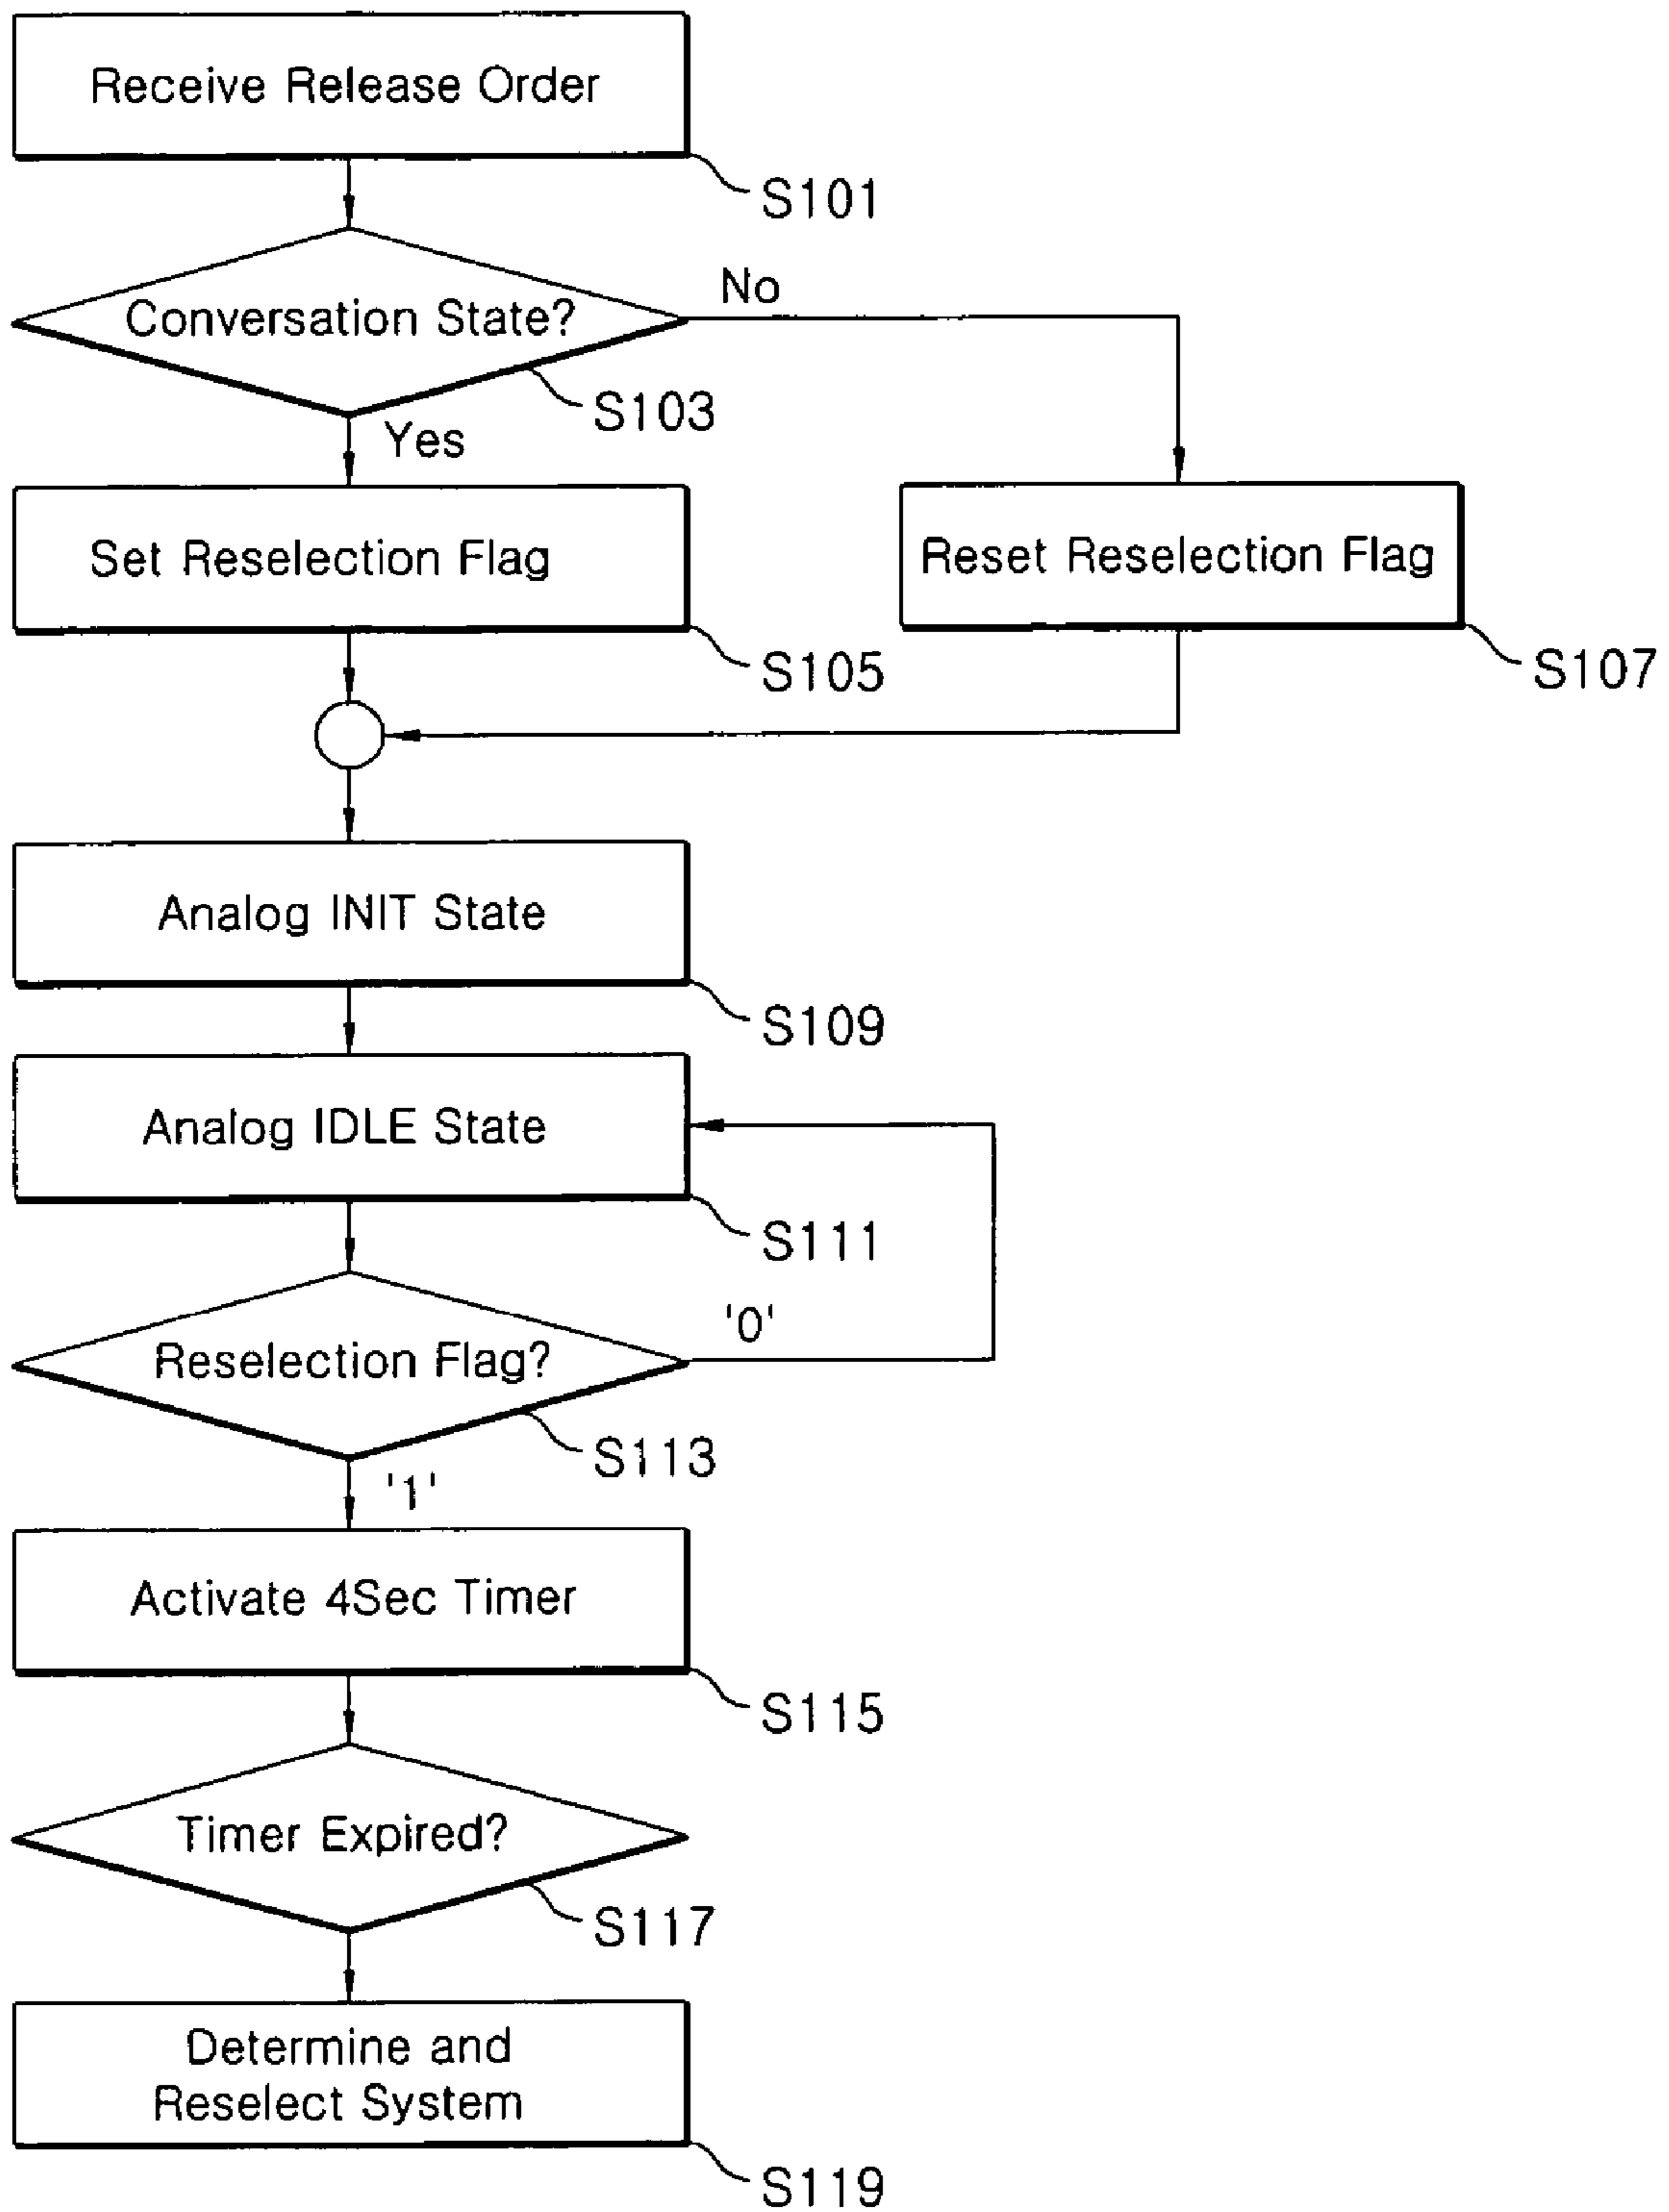 Receive Release Order
S101
Conversation State?
No
S103
Yes
Set Reselection Flag
Reset Reselection Flag
S105
S107
Analog INIT State
S109
Analog IDLE State
S111
'0'
Reselection Flag?
S113
'1'
Activate 4Sec Timer
S115
Timer Expired?
S117
Determine and
Reselect System
S119